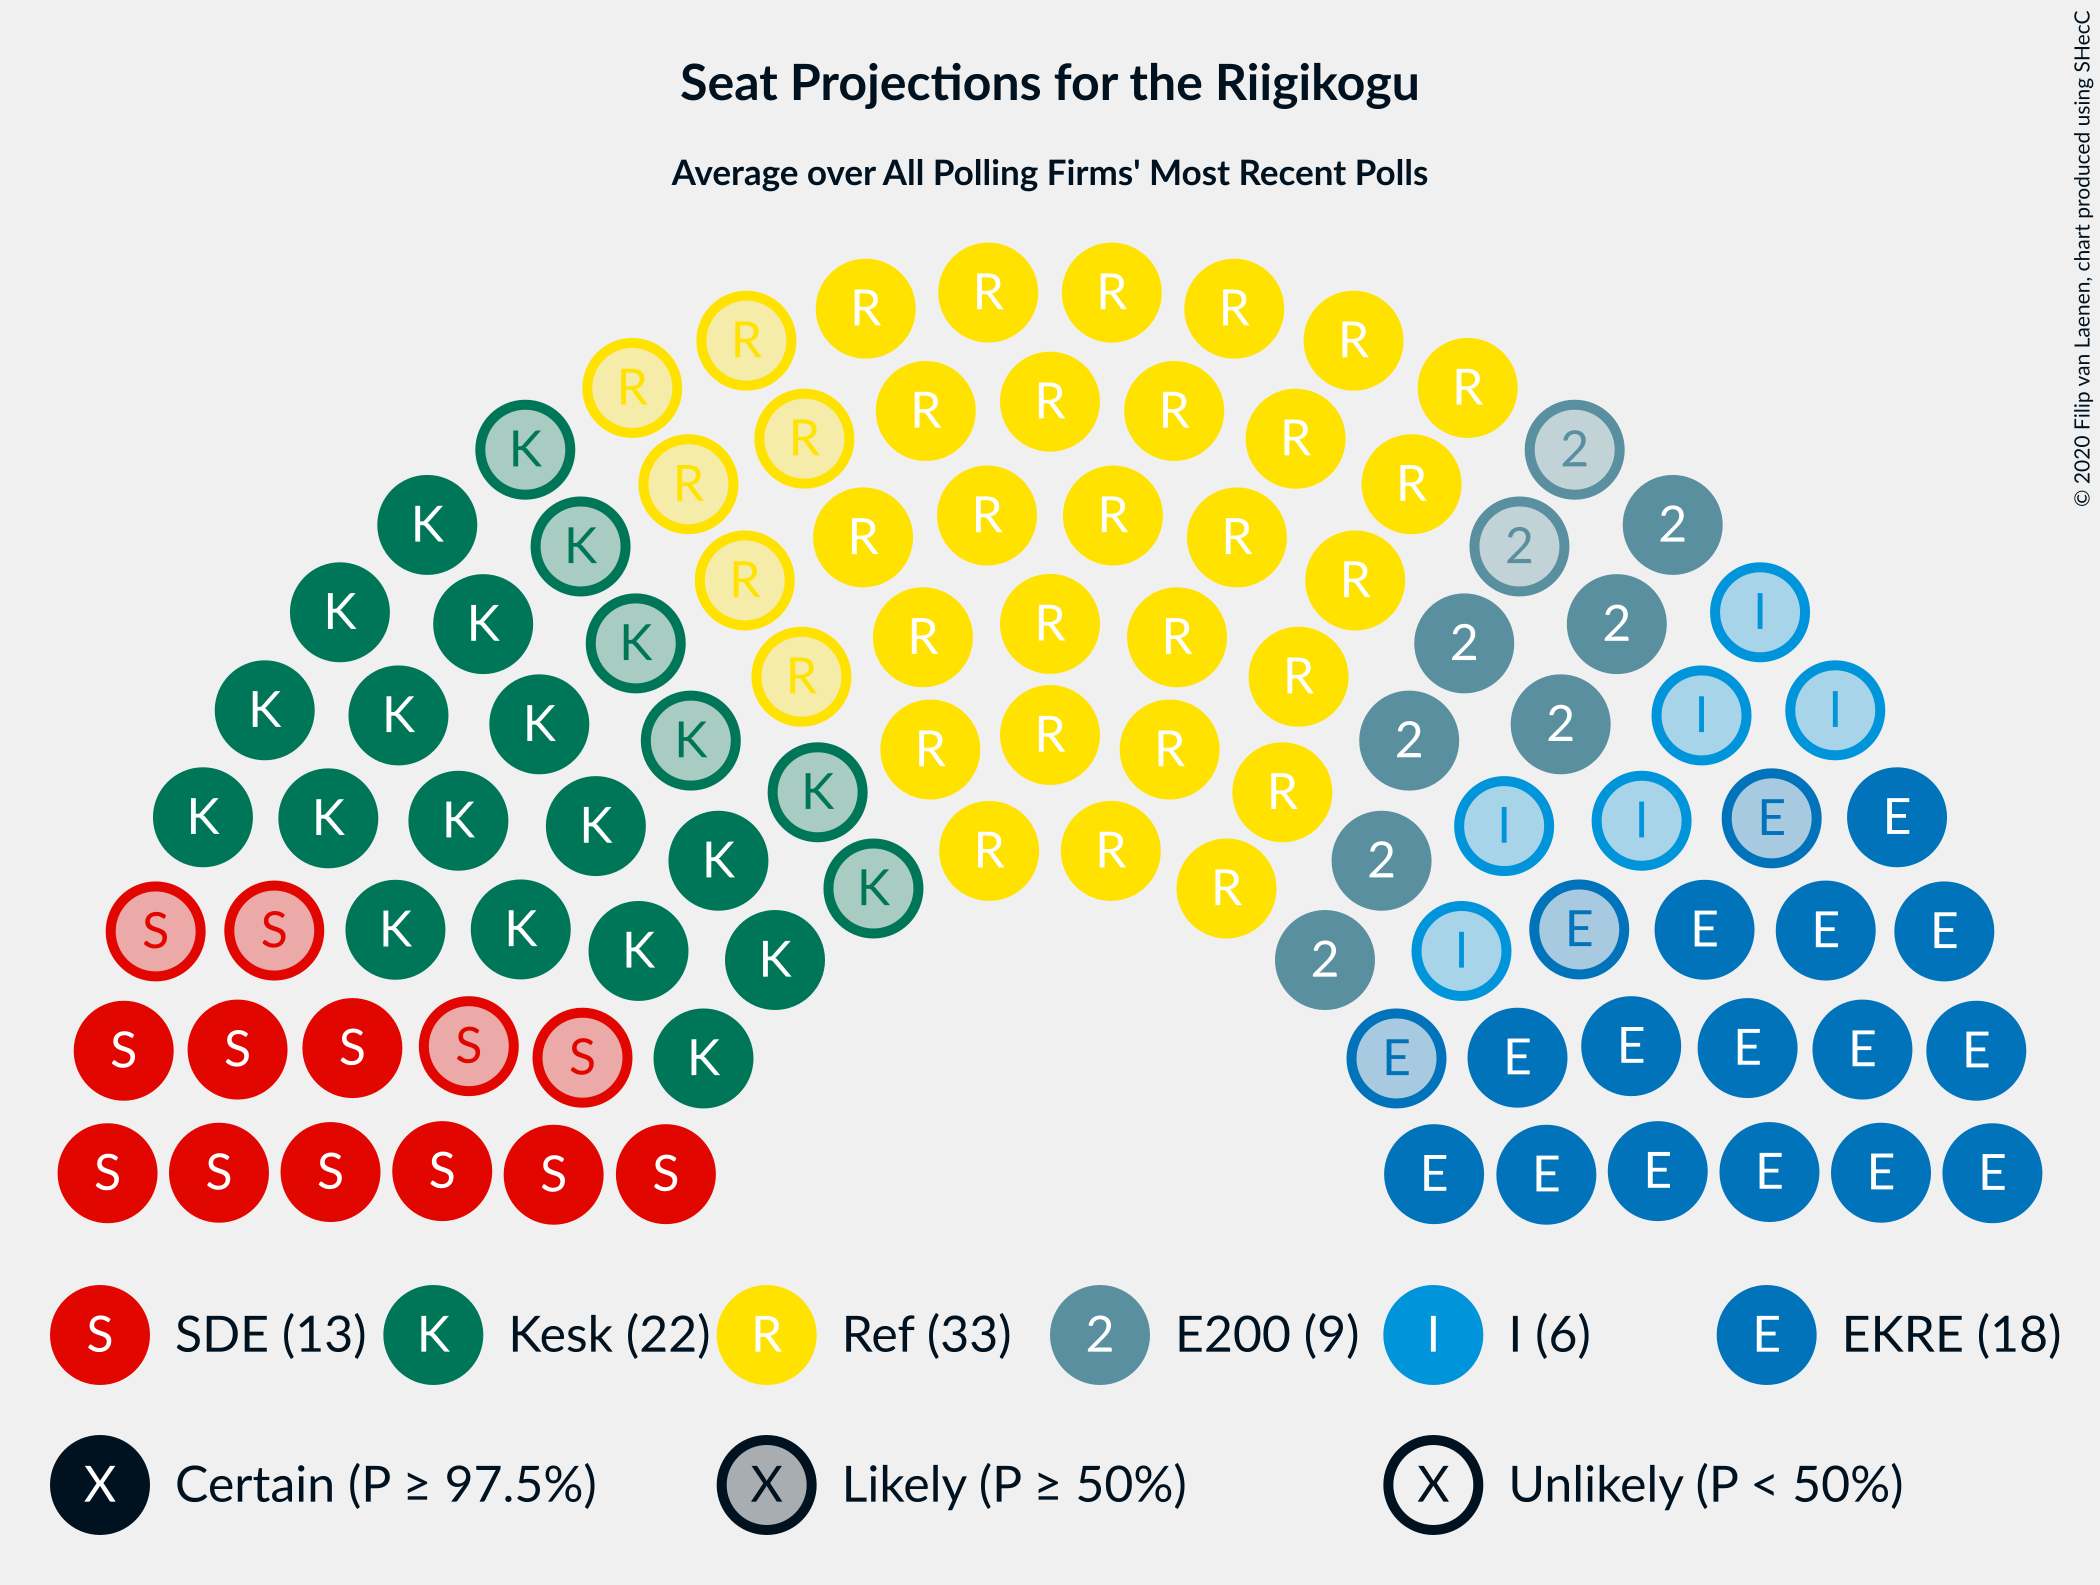 Seat Projections for the Riigikogu
Average over All Polling Firms' Most Recent Polls
© 2020 Filip van Laenen, chart produced using SHecC
R R R R
R R R R
R R R R R
K R R R R 2
K K R R R R R R 2 2
K K K R R R R R 2 2 I
K K K K R R R R R 2 2 I I
K K K K K K R R R R 2 I I E E
S S K K K K K R R R 2 2 I E E E E
S S S S S K E E E E E E
S S S S S S E E E E E E
S SDE (13) K Kesk (22) R Ref (33) 2 E200 (9) I I (6) E EKRE (18)
X Certain (P ≥ 97.5%) X Likely (P ≥ 50%) X Unlikely (P < 50%)